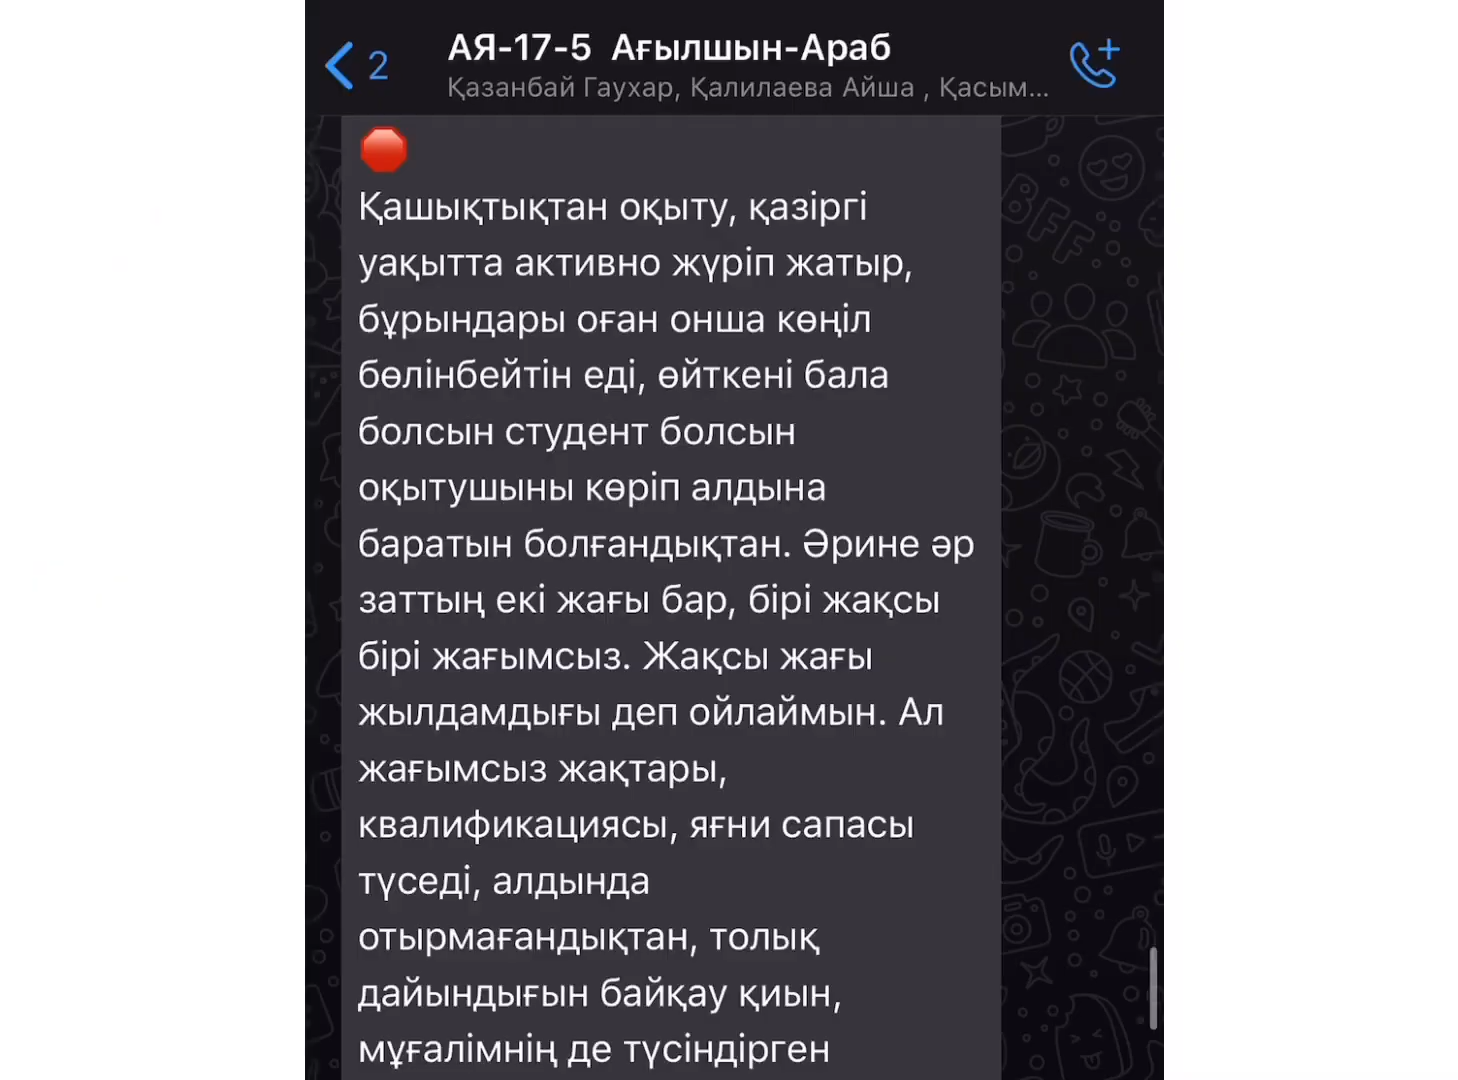 2
АЯ-17-5 Ағылшын-Араб
Қазанбай Гаухар, Қалилаева Айша , Қасым...
Қашықтықтан оқыту, қазіргі
уақытта активно жүріп жатыр,
бұрындары оған онша көңіл
бөлінбейтін еді, өйткені бала
болсын студент болсын
оқытушыны көріп алдына
баратын болғандықтан. Әрине әр
заттың екі жағы бар, бірі жақсы
бірі жағымсыз. Жақсы жағы
жылдамдығы деп ойлаймын. Ал
жағымсыз жақтары,
квалификациясы, яғни сапасы
түседі, алдында
отырмағандықтан, толық
дайындығын байқау қиын,
мұғалімнің де түсіндірген